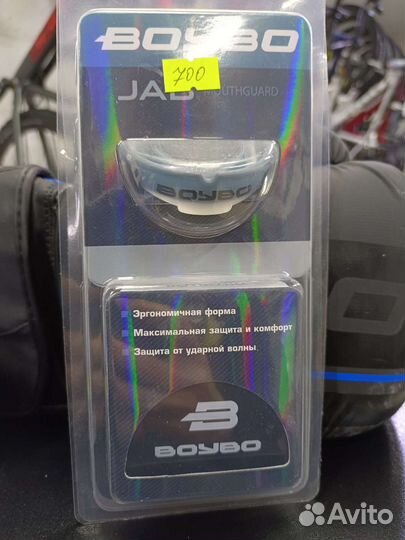 BOYBO
700
JAB MOUTHGUARD
BOYBO
Эргономичная форма
Максимальная защита и комфорт
Защита от ударной волны.
B
BOYBO
Avito